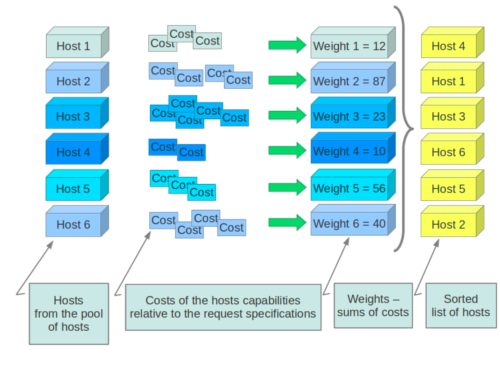 Host 1
Cost
Cost
Cost
Weight 1 = 12
Host 4
Host 2
Cost
Cost
Cost
Cost
Weight 2 = 87
Host 1
Host 3
Cost
Cost
Cost
Cost
Cost
Weight 3 = 23
Host 3
Host 4
Cost
Cost
Weight 4 = 10
Host 6
Host 5
Cost
Cost
Cost
Weight 5 = 56
Host 5
Host 6
Cost
Cost
Cost
Cost
Weight 6 = 40
Host 2
Hosts
from the pool
of hosts
Costs of the hosts capabilities
relative to the request specifications
Weights –
sums of costs
Sorted
list of hosts